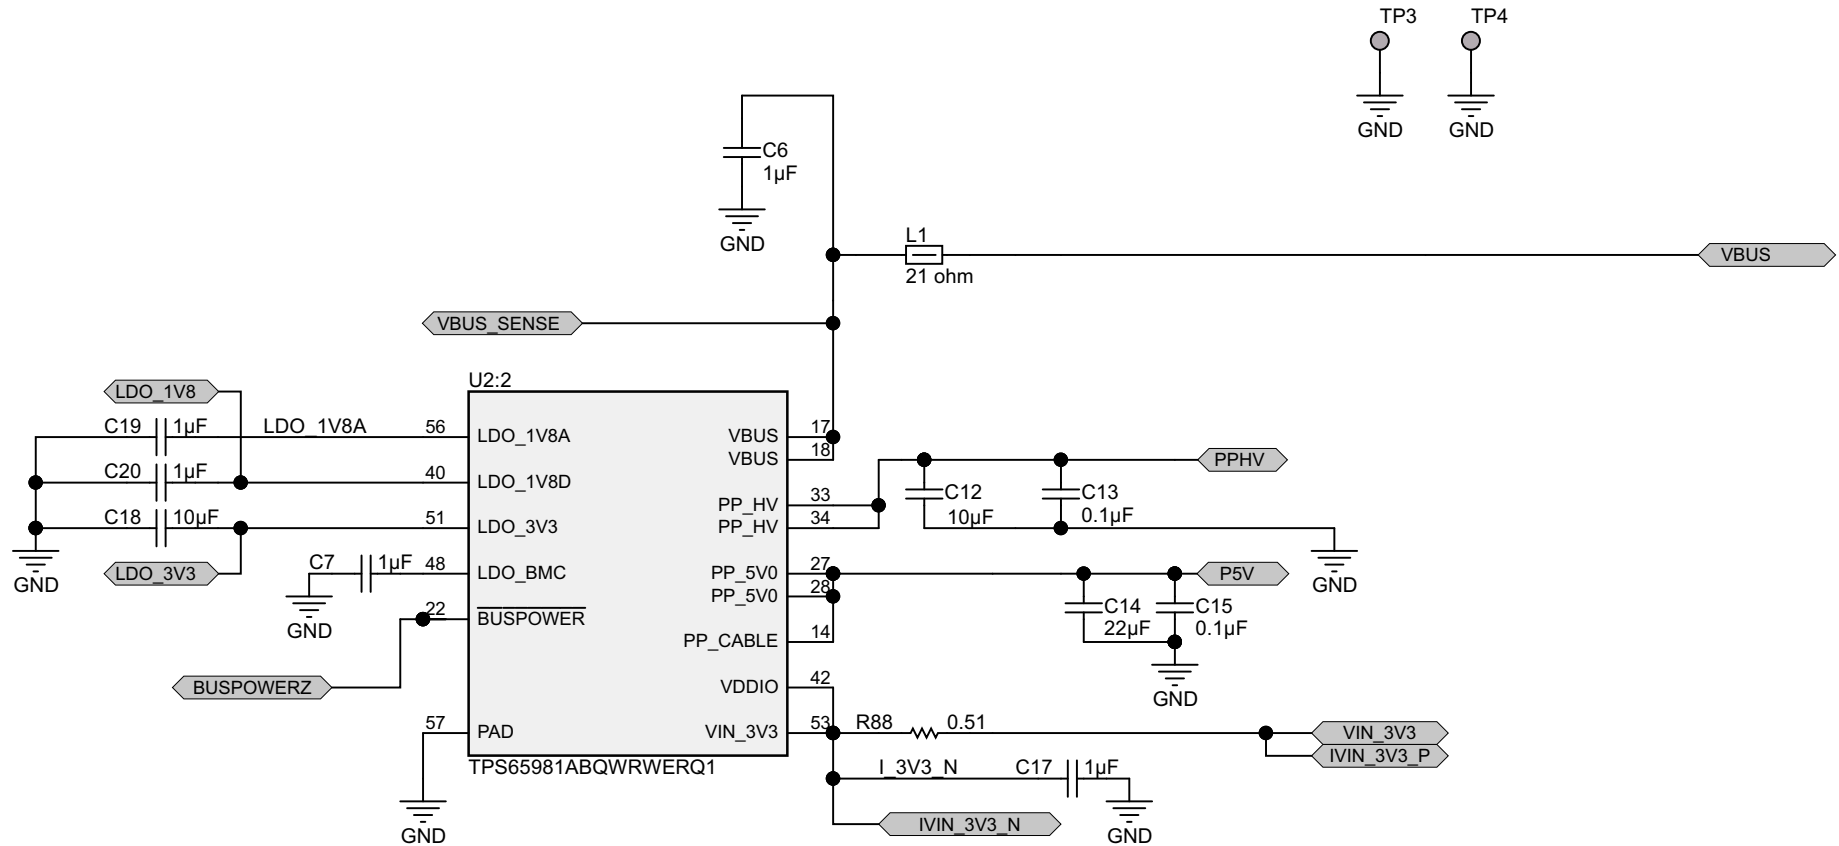 TP3 TP4
GND GND
C6
1µF
GND
L1
21 ohm
VBUS
VBUS_SENSE
U2:2
LDO_1V8
C19 1µF LDO_1V8A 56 LDO_1V8A
VBUS 17
VBUS 18
C20 1µF 40 LDO_1V8D
PPHV
PP_HV 33
PP_HV 34
C12
10µF
C13
0.1µF
GND
C18 10µF 51 LDO_3V3
LDO_3V3
GND
C7 1µF 48 LDO_BMC
GND
PP_5V0 27
PP_5V0 28
P5V
C14
22µF
C15
0.1µF
GND
22 BUSPOWER
PP_CABLE 14
BUSPOWERZ
VDDIO 42
57 PAD
VIN_3V3 53 R88 0.51 VIN_3V3
IVIN_3V3_P
TPS65981ABQWRWERQ1
I_3V3_N C17 1µF
GND
IVIN_3V3_N
GND